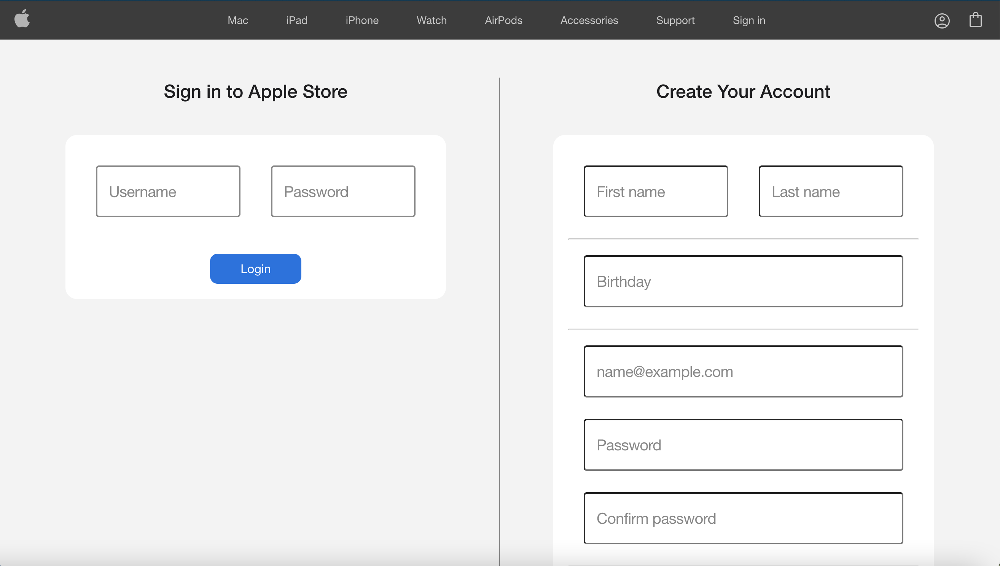 Mac iPad iPhone Watch AirPods Accessories Support Sign in
Sign in to Apple Store
Username Password
Login
Create Your Account
First name Last name
Birthday
name@example.com
Password
Confirm password